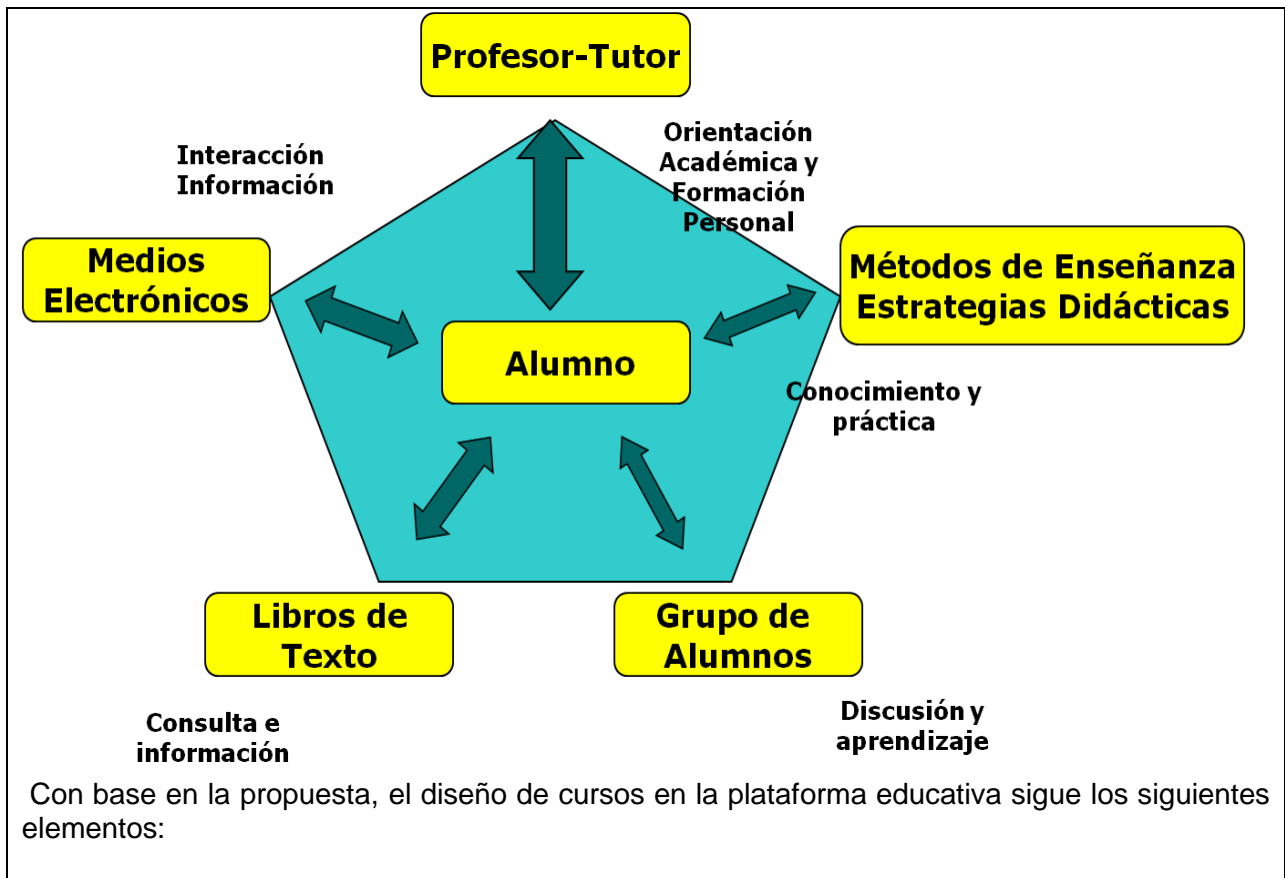 Profesor-Tutor
Interacción
Información
Orientación
Académica y
Formación
Personal
Medios
Electrónicos
Métodos de Enseñanza
Estrategias Didácticas
Alumno
Conocimiento y
práctica
Libros de
Texto
Grupo de
Alumnos
Consulta e
información
Discusión y
aprendizaje
Con base en la propuesta, el diseño de cursos en la plataforma educativa sigue los siguientes
elementos: